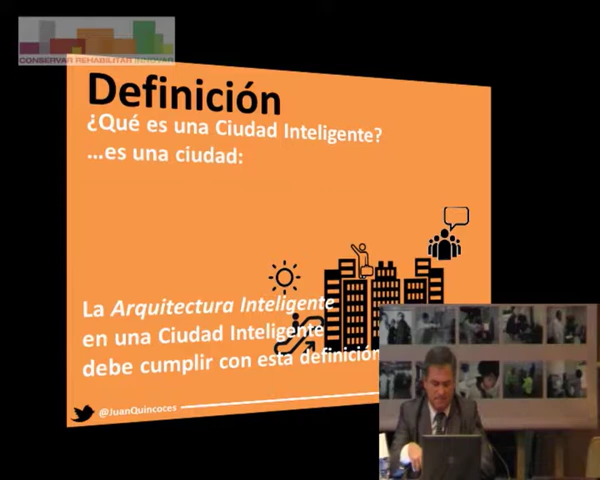 CONSERVAR REHABILITAR INNOVAR
Definición
¿Qué es una Ciudad Inteligente?
...es una ciudad:
La Arquitectura Inteligente
en una Ciudad Inteligente
debe cumplir con esta definición
@JuanQuincoces